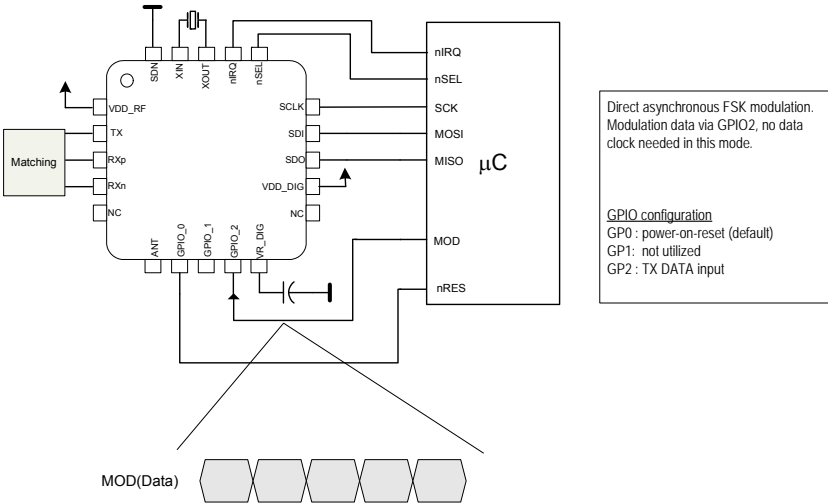 SDN
XIN
XOUT
nIRQ
nSEL
VDD_RF
TX
RXp
RXn
NC
SCLK
SDI
SDO
VDD_DIG
NC
ANT
GPIO_0
GPIO_1
GPIO_2
VR_DIG
Matching
nIRQ
nSEL
SCK
MOSI
MISO
μC
MOD
nRES
Direct asynchronous FSK modulation.
Modulation data via GPIO2, no data
clock needed in this mode.
GPIO configuration
GP0 : power-on-reset (default)
GP1: not utilized
GP2 : TX DATA input
MOD(Data)